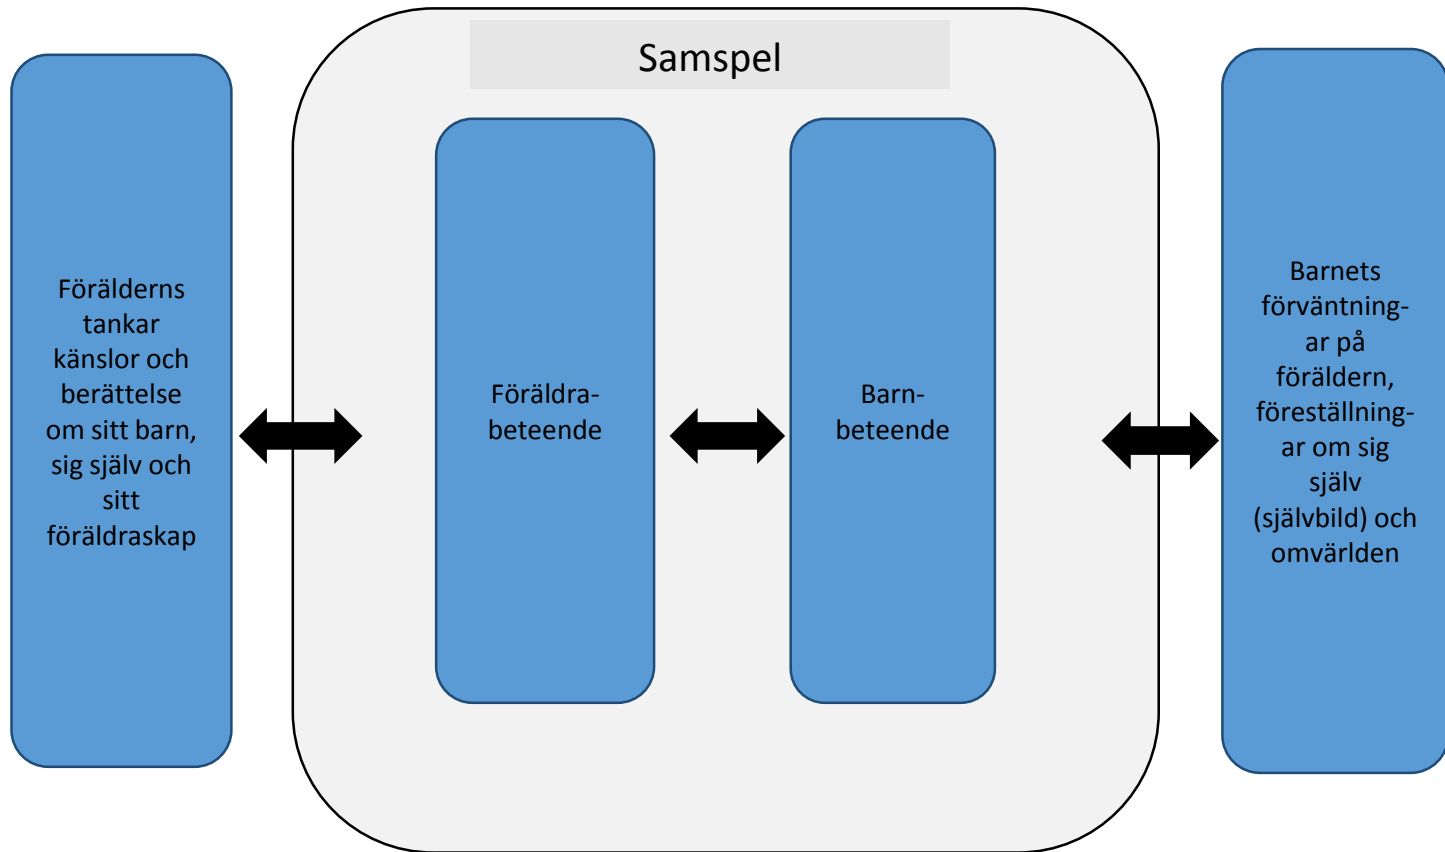 Samspel
Förälderns
tankar
känslor och
berättelse
om sitt barn,
sig själv och
sitt
föräldraskap
Föräldra-
beteende
Barn-
beteende
Barnets
förväntning-
ar på
föräldern,
föreställning-
ar om sig
själv
(självbild) och
omvärlden